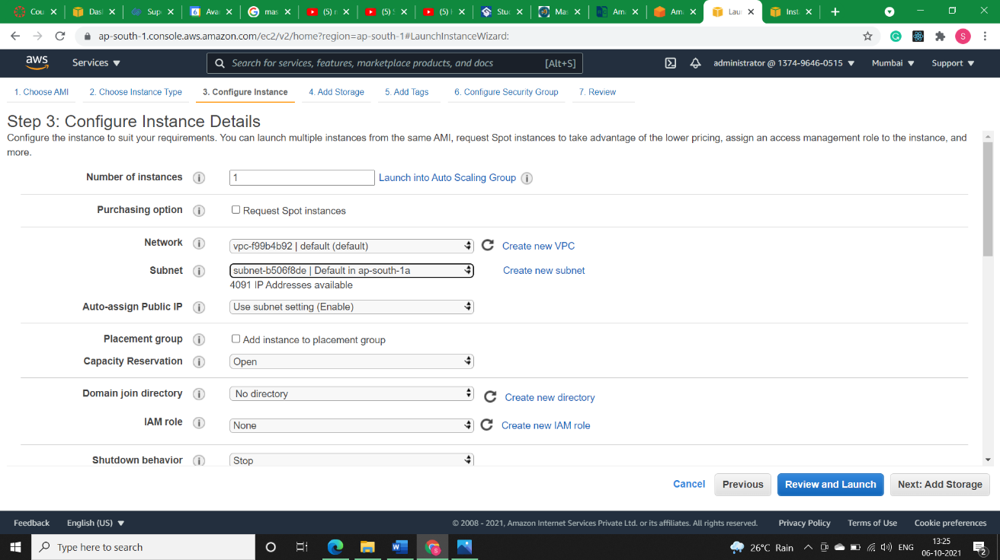 Cou
Das
Sup
6 Ava
mas
(5) r
(5)
(5)
Stu
Ma
Am
Am
Lau
Inst
ap-south-1.console.aws.amazon.com/ec2/v2/home?region=ap-south-1#LaunchInstanceWizard:
S
aws Services Search for services, features, marketplace products, and docs [Alt+S] administrator @ 1374-9646-0515 Mumbai Support
1. Choose AMI 2. Choose Instance Type 3. Configure Instance 4. Add Storage 5. Add Tags 6. Configure Security Group 7. Review
Step 3: Configure Instance Details
Configure the instance to suit your requirements. You can launch multiple instances from the same AMI, request Spot instances to take advantage of the lower pricing, assign an access management role to the instance, and
more.
Number of instances 1 Launch into Auto Scaling Group
Purchasing option Request Spot instances
Network vpc-f99b4b92 | default (default) Create new VPC
Subnet subnet-b506f8de | Default in ap-south-1a Create new subnet
4091 IP Addresses available
Auto-assign Public IP Use subnet setting (Enable)
Placement group Add instance to placement group
Capacity Reservation Open
Domain join directory No directory Create new directory
IAM role None Create new IAM role
Shutdown behavior Stop
Cancel Previous Review and Launch Next: Add Storage
Feedback English (US) © 2008 - 2021, Amazon Internet Services Private Ltd. or its affiliates. All rights reserved. Privacy Policy Terms of Use Cookie preferences
Type here to search 26°C Rain ENG 13:25
06-10-2021 2